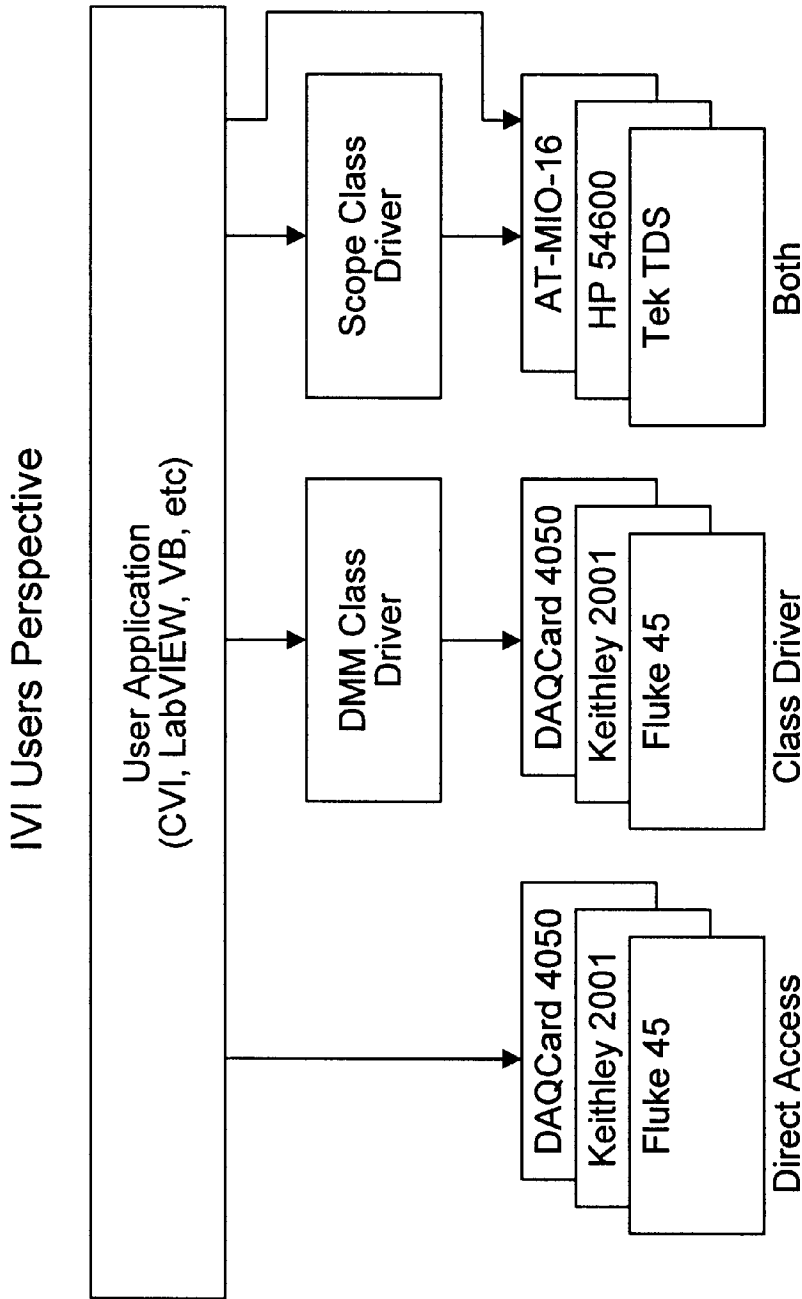 IVI Users Perspective
User Application
(CVI, LabVIEW, VB, etc)
DMM Class
Driver
Scope Class
Driver
DAQCard 4050
Keithley 2001
Fluke 45
Direct Access
DAQCard 4050
Keithley 2001
Fluke 45
Class Driver
AT-MIO-16
HP 54600
Tek TDS
Both